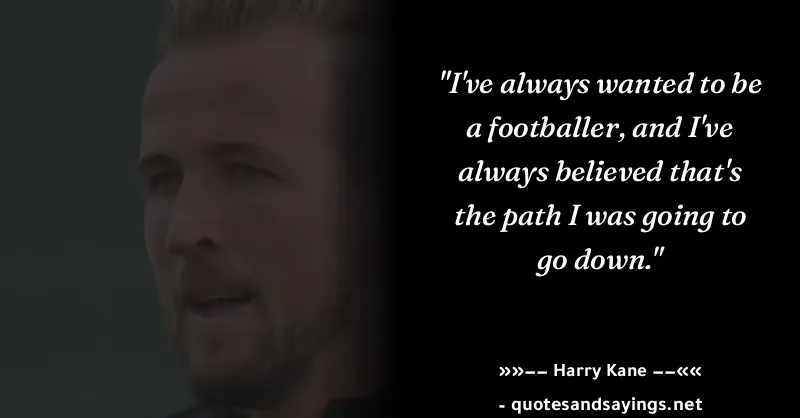 "I've always wanted to be
a footballer, and I've
always believed that's
the path I was going to
go down."
»»–– Harry Kane ––««
- quotesandsayings.net